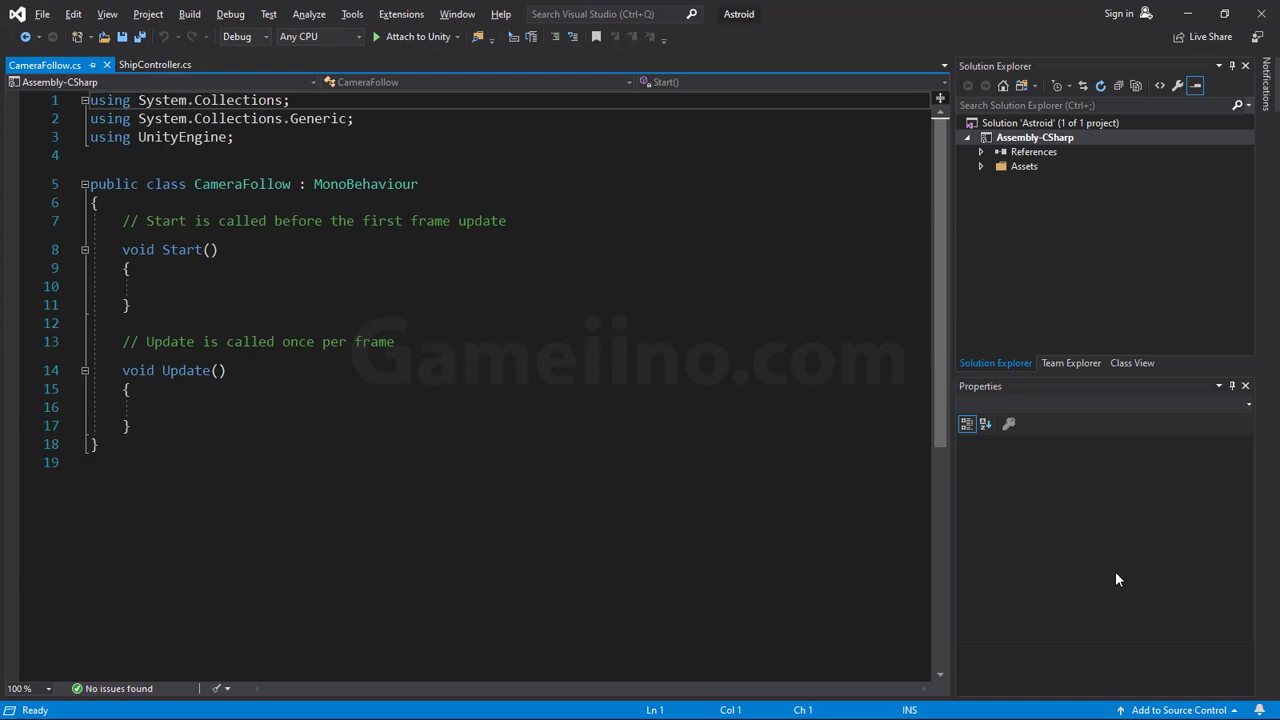 File Edit View Project Build Debug Test Analyze Tools Extensions Window Help Search Visual Studio (Ctrl+Q) Astroid Sign in
Debug Any CPU Attach to Unity Live Share
CameraFollow.cs ShipController.cs
Assembly-CSharp CameraFollow Start()
1 using System.Collections;
2 using System.Collections.Generic;
3 using UnityEngine;
4
5 public class CameraFollow : MonoBehaviour
6 {
7 // Start is called before the first frame update
8 void Start()
9 {
10
11 }
12
13 // Update is called once per frame
14 void Update()
15 {
16
17 }
18 }
19
Gameiino.com
100 % No issues found
Solution Explorer
Search Solution Explorer (Ctrl+;)
Solution 'Astroid' (1 of 1 project)
Assembly-CSharp
References
Assets
Solution Explorer Team Explorer Class View
Properties
Notifications
Ready Ln 1 Col 1 Ch 1 INS Add to Source Control